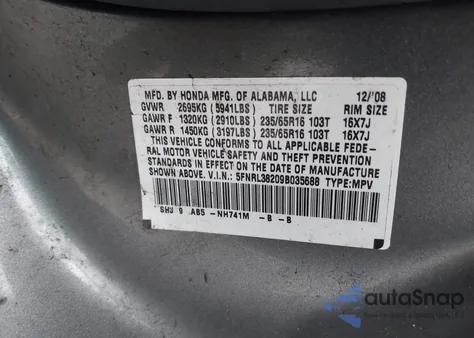 MFD. BY HONDA MFG. OF ALABAMA, LLC 12/'08
GVWR 2695KG (5941LBS) TIRE SIZE RIM SIZE
GAWR F 1320KG (2910LBS) 235/65R16 103T 16X7J
GAWR R 1450KG (3197LBS) 235/65R16 103T 16X7J
THIS VEHICLE CONFORMS TO ALL APPLICABLE FEDE-
RAL MOTOR VEHICLE SAFETY AND THEFT PREVENTION
STANDARDS IN EFFECT ON THE DATE OF MANUFACTURE
SHOWN ABOVE. V.I.N.: 5FNRL38209B035688 TYPE:MPV
SHJ 9 AB5 -NH741M -B -B
autoSnap